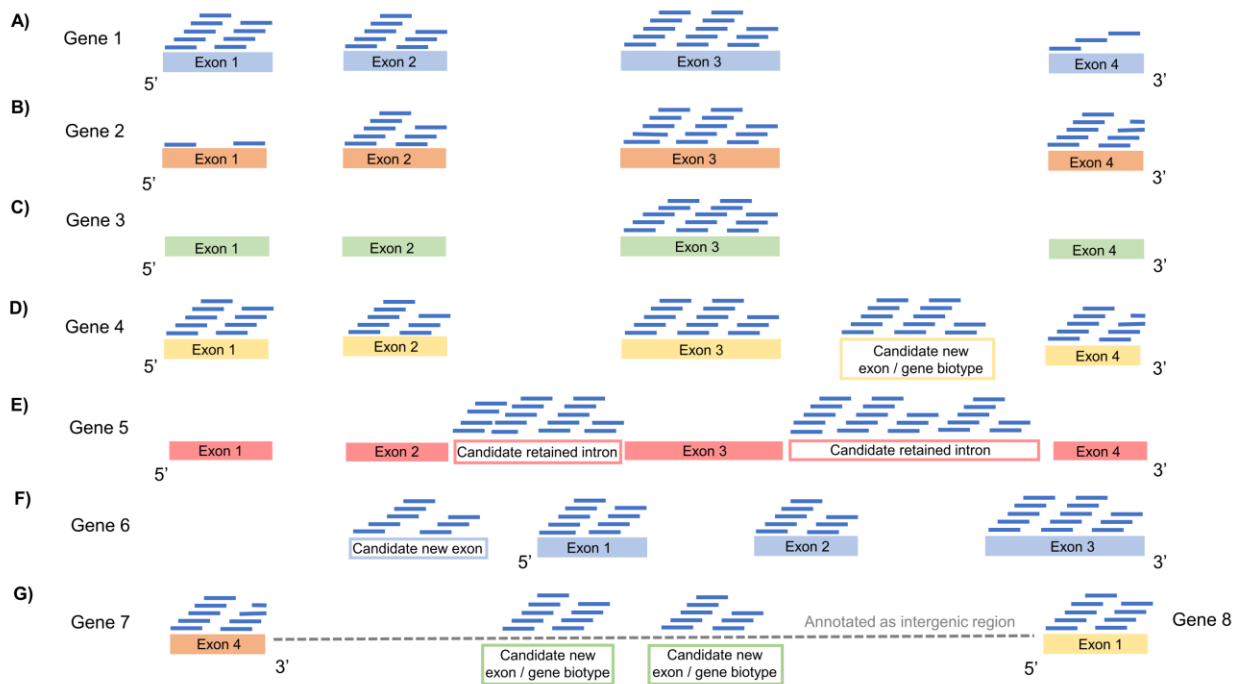 A)
Gene 1
Exon 1
Exon 2
Exon 3
Exon 4
5’
3’
B)
Gene 2
Exon 1
Exon 2
Exon 3
Exon 4
5’
3’
C)
Gene 3
Exon 1
Exon 2
Exon 3
Exon 4
5’
3’
D)
Gene 4
Exon 1
Exon 2
Exon 3
Candidate new
exon / gene biotype
Exon 4
5’
3’
E)
Gene 5
Exon 1
Exon 2
Candidate retained intron
Exon 3
Candidate retained intron
Exon 4
5’
3’
F)
Gene 6
Candidate new exon
5’
Exon 1
Exon 2
Exon 3
3’
G)
Gene 7
Exon 4
3’
Candidate new
exon / gene biotype
Candidate new
exon / gene biotype
Annotated as intergenic region
5’
Exon 1
Gene 8